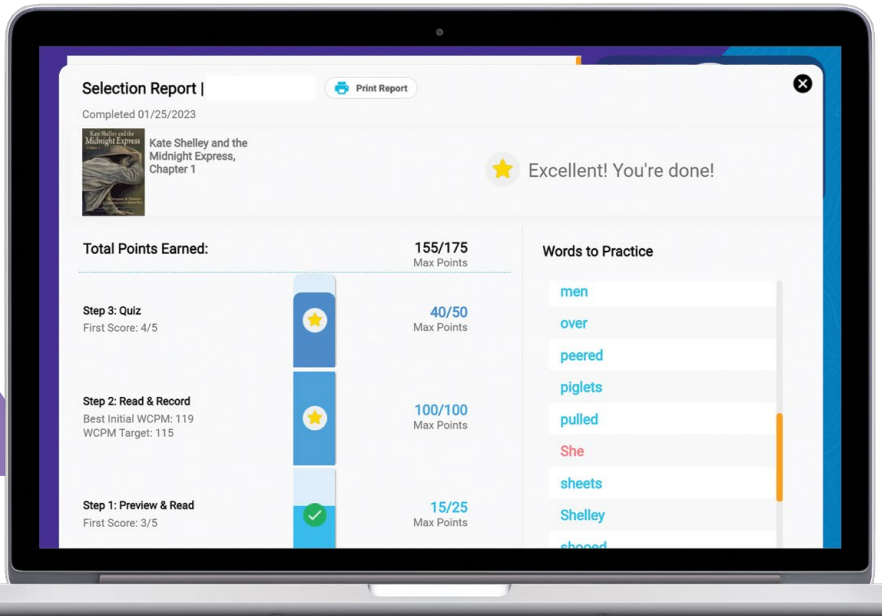 Selection Report |
Print Report
Completed 01/25/2023
Kate Shelley and the
Midnight Express
Kate Shelley and the
Midnight Express,
Chapter 1
Excellent! You're done!
Total Points Earned:
155/175
Max Points
Step 3: Quiz
First Score: 4/5
40/50
Max Points
Step 2: Read & Record
Best Initial WCPM: 119
WCPM Target: 115
100/100
Max Points
Step 1: Preview & Read
First Score: 3/5
15/25
Max Points
Words to Practice
men
over
peered
piglets
pulled
She
sheets
Shelley
shooed